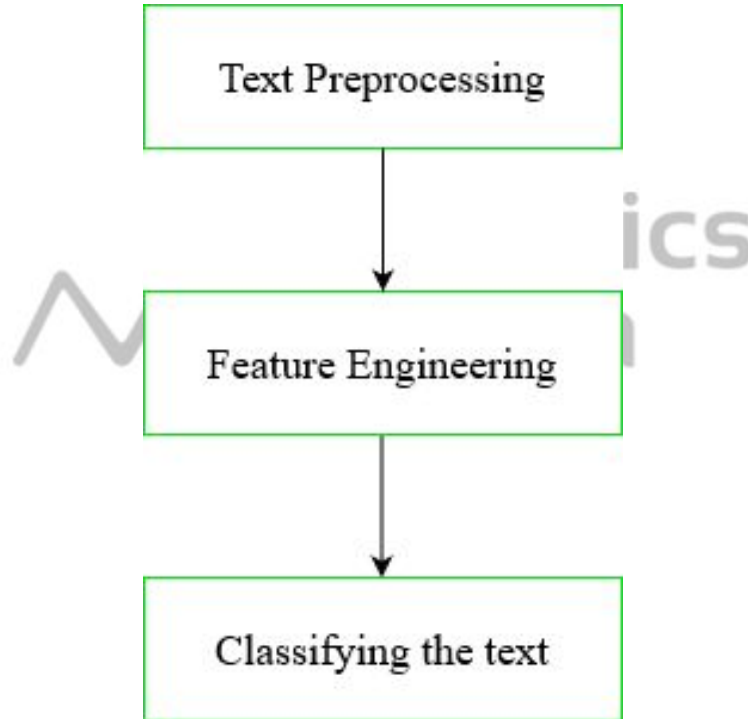 Text Preprocessing
Feature Engineering
Classifying the text